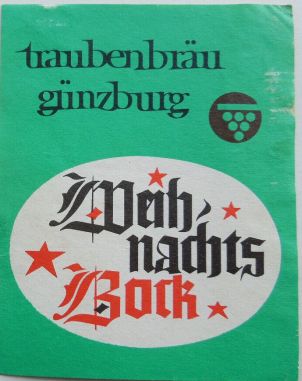 traubenbräu
günzburg
Weih-
nachts
Bock